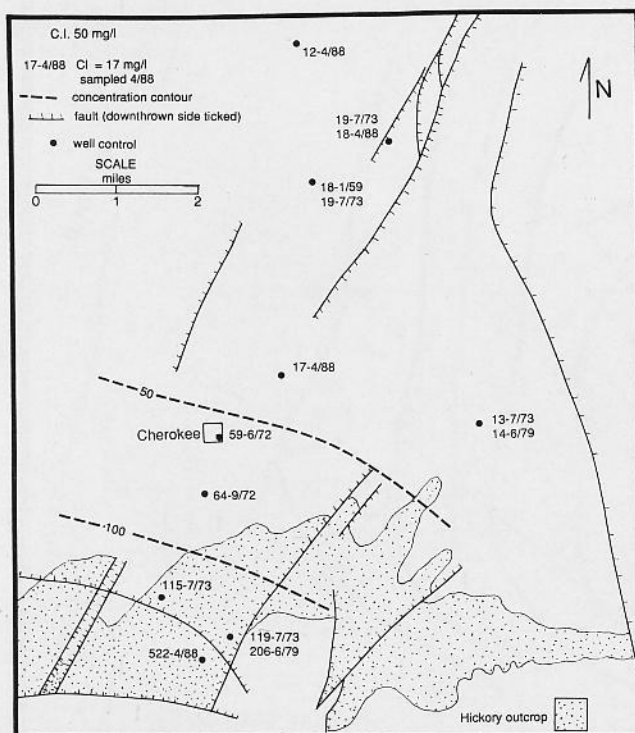 C.I. 50 mg/l
17-4/88 Cl = 17 mg/l
sampled 4/88
concentration contour
fault (downthrown side ticked)
well control
SCALE
miles
0 1 2
12-4/88
N
19-7/73
18-4/88
18-1/59
19-7/73
17-4/88
50
13-7/73
14-6/79
Cherokee
59-6/72
64-9/72
100
115-7/73
119-7/73
206-6/79
522-4/88
Hickory outcrop